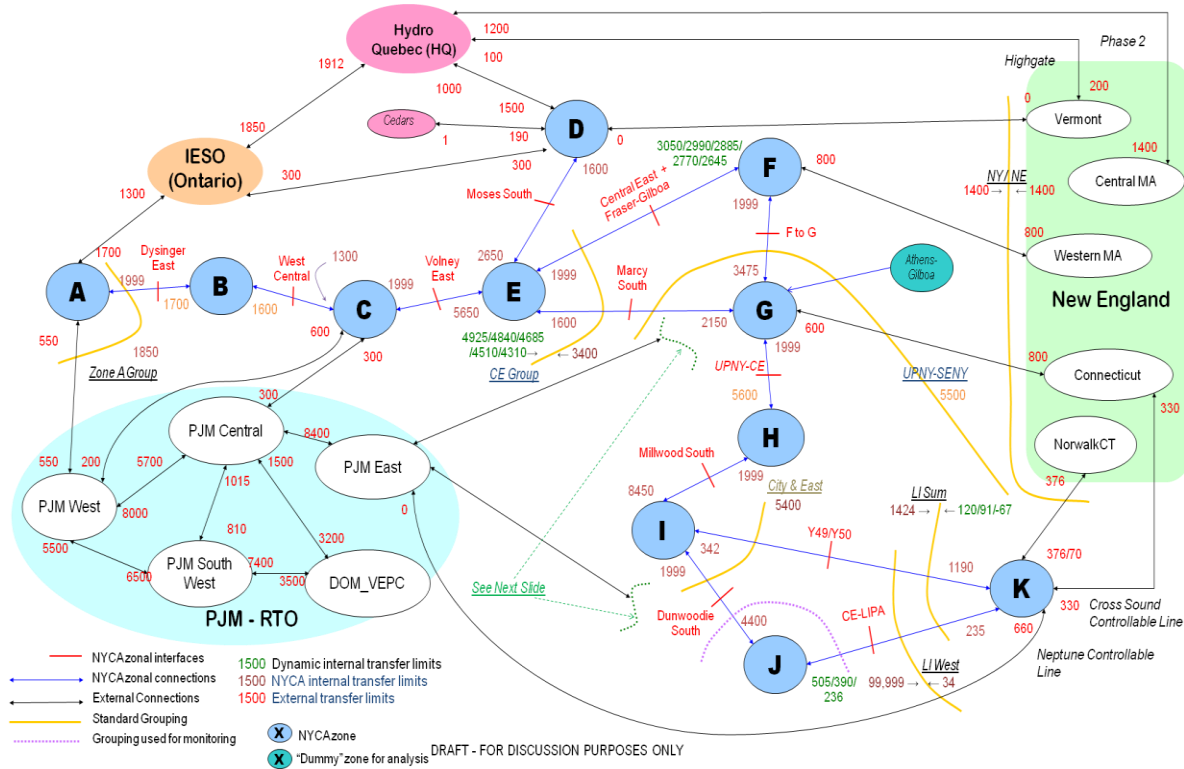 Hydro
Quebec (HQ)
1200
100
1912
1000
Phase 2
Highgate
200
0
Vermont
1500
Cedars
1
190
D
0
1850
IESO
(Ontario)
300
300
1600
3050/2990/2885/
2770/2645
F
800
1400
Central MA
NY/ NE
1400→ ←1400
1300
Moses South
Central East +
Fraser-Gilboa
1999
F to G
800
Western MA
New England
1700
Dysinger
East
West
Central
1300
Volney
East
2650
A
1999
B
1700
1600
C
1999
E
1999
Marcy
South
3475
Athens-
Gilboa
G
550
600
5650
1600
2150
600
300
1850
Zone A Group
4925/4840/4685
/4510/4310→
← 3400
CE Group
1999
UPNY-CE
UPNY-SENY
5500
800
Connecticut
330
300
PJM Central
8400
5600
NorwalkCT
550
200
5700
1500
PJM East
H
Millwood South
1015
0
1999
City & East
5400
376
PJM West
8000
8450
LI Sum
1424 → ← 120/91/-67
5500
810
3200
I
342
Y49/Y50
6500
PJM South
West
7400
3500
DOM_VEPC
See Next Slide
1999
1190
376/70
K
330
Cross Sound
Controllable Line
PJM - RTO
Dunwoodie
South
4400
CE-LIPA
235
660
Neptune Controllable
Line
J
505/390/
236
LI West
99,999 → ← 34
NYCAzonal interfaces
NYCAzonal connections
External Connections
Standard Grouping
Grouping used for monitoring
1500 Dynamic internal transfer limits
1500 NYCA internal transfer limits
1500 External transfer limits
X NYCAzone
X "Dummy" zone for analysis
DRAFT - FOR DISCUSSION PURPOSES ONLY